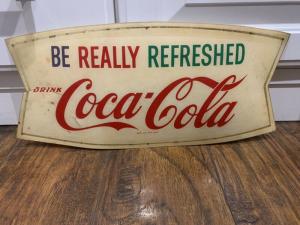 BE REALLY REFRESHED
DRINK
Coca-Cola